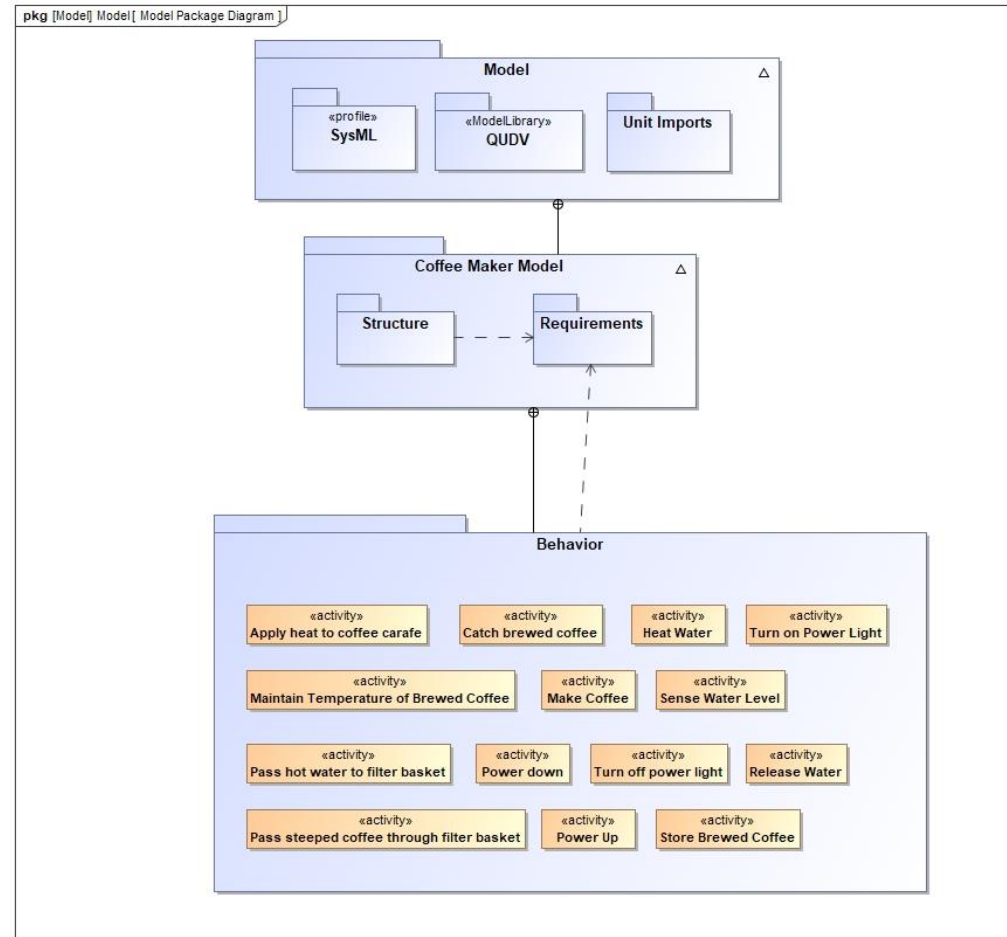 pkg [Model] Model [ Model Package Diagram ]
Model
«profile»
SysML
«ModelLibrary»
QUDV
Unit Imports
Coffee Maker Model
Structure
Requirements
Behavior
«activity»
Apply heat to coffee carafe
«activity»
Catch brewed coffee
«activity»
Heat Water
«activity»
Turn on Power Light
«activity»
Maintain Temperature of Brewed Coffee
«activity»
Make Coffee
«activity»
Sense Water Level
«activity»
Pass hot water to filter basket
«activity»
Power down
«activity»
Turn off power light
«activity»
Release Water
«activity»
Pass steeped coffee through filter basket
«activity»
Power Up
«activity»
Store Brewed Coffee